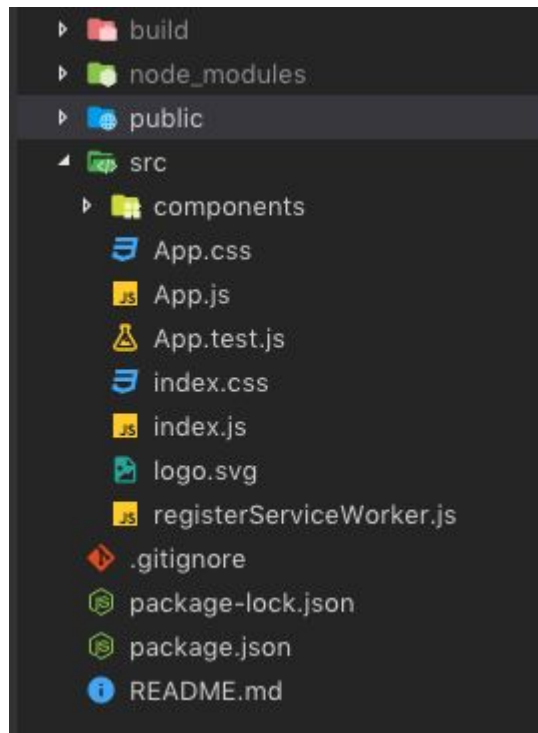 build
node_modules
public
src
components
App.css
App.js
App.test.js
index.css
index.js
logo.svg
registerServiceWorker.js
.gitignore
package-lock.json
package.json
README.md